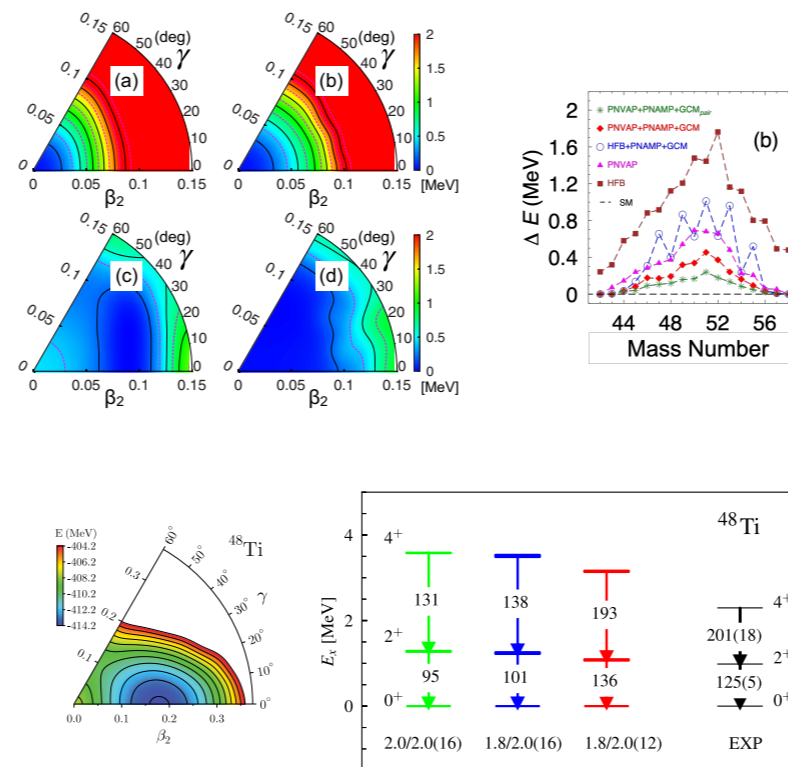 0.15 60
50 (deg)
γ
40
30
20
10
0
0.1
0.05
0
(a)
0 0.05 0.1 0.15
β2
0.15 60
50 (deg)
γ
40
30
20
10
0
0.1
0.05
0
(b)
0 0.05 0.1 0.15
β2
2
1.5
1
0.5
0
[MeV]
0.15 60
50 (deg)
γ
40
30
20
10
0
0.1
0.05
0
(c)
0 0.05 0.1 0.15
β2
0.15 60
50 (deg)
γ
40
30
20
10
0
0.1
0.05
0
(d)
0 0.05 0.1 0.15
β2
2
1.5
1
0.5
0
[MeV]
Δ E (MeV)
2
1.6
1.2
0.8
0.4
0
PNVAP+PNAMP+GCMpair
PNVAP+PNAMP+GCM
HFB+PNAMP+GCM
PNVAP
HFB
SM
(b)
44 48 52 56
Mass Number
E (MeV)
-404.2
-406.2
-408.2
-410.2
-412.2
-414.2
48Ti
60°
50°
40°
30°
20°
10°
0°
γ
0.3
0.2
0.1
0.0 0.1 0.2 0.3
β2
Ex [MeV]
4
2
0
48Ti
4+
2+
0+
131
95
138
101
193
136
201(18)
125(5)
4+
2+
0+
2.0/2.0(16) 1.8/2.0(16) 1.8/2.0(12) EXP